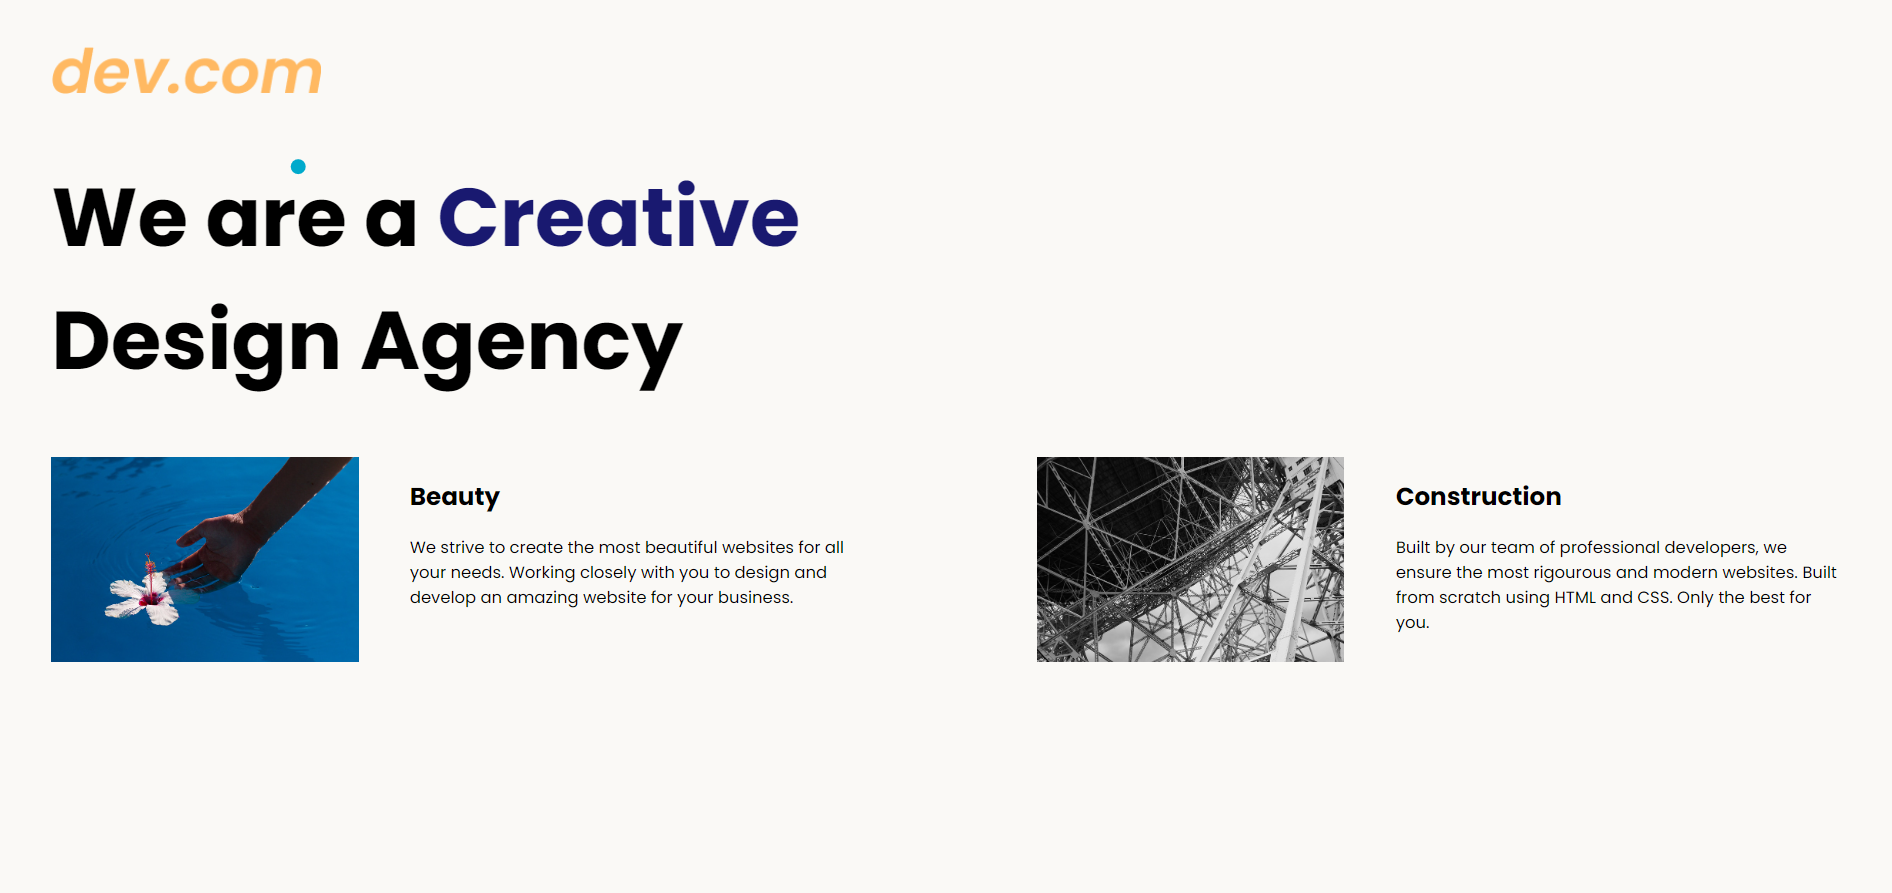 dev.com
We are a Creative
Design Agency
Beauty
We strive to create the most beautiful websites for all
your needs. Working closely with you to design and
develop an amazing website for your business.
Construction
Built by our team of professional developers, we
ensure the most rigourous and modern websites. Built
from scratch using HTML and CSS. Only the best for
you.